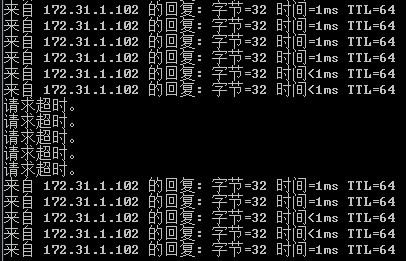 来自 172.31.1.102 的回复: 字节=32 时间=1ms TTL=64
来自 172.31.1.102 的回复: 字节=32 时间=1ms TTL=64
来自 172.31.1.102 的回复: 字节=32 时间=1ms TTL=64
来自 172.31.1.102 的回复: 字节=32 时间=1ms TTL=64
来自 172.31.1.102 的回复: 字节=32 时间<1ms TTL=64
来自 172.31.1.102 的回复: 字节=32 时间<1ms TTL=64
请求超时。
请求超时。
请求超时。
请求超时。
请求超时。
来自 172.31.1.102 的回复: 字节=32 时间=1ms TTL=64
来自 172.31.1.102 的回复: 字节=32 时间=1ms TTL=64
来自 172.31.1.102 的回复: 字节=32 时间<1ms TTL=64
来自 172.31.1.102 的回复: 字节=32 时间<1ms TTL=64
来自 172.31.1.102 的回复: 字节=32 时间=1ms TTL=64